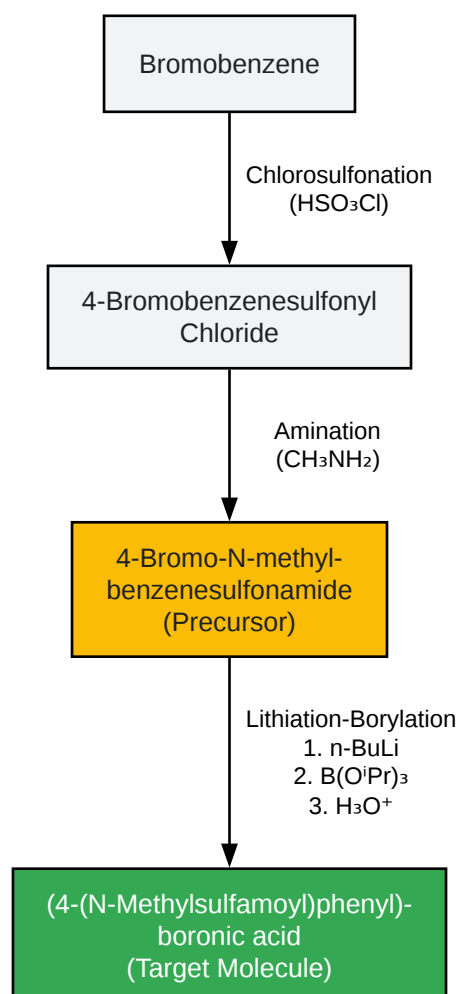 Bromobenzene
Chlorosulfonation
(HSO₃Cl)
4-Bromobenzenesulfonyl
Chloride
Amination
(CH₃NH₂)
4-Bromo-N-methyl-
benzenesulfonamide
(Precursor)
Lithiation-Borylation
1. n-BuLi
2. B(OⁱPr)₃
3. H₃O⁺
(4-(N-Methylsulfamoyl)phenyl)-
boronic acid
(Target Molecule)